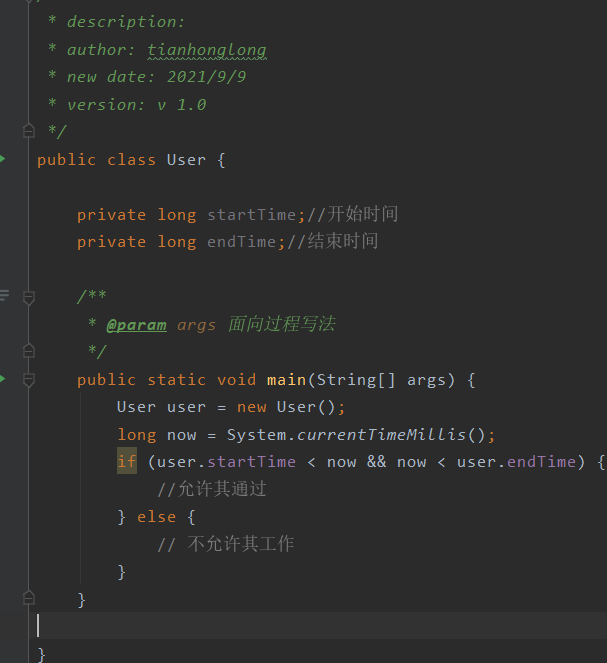 * description:
* author: tianhonglong
* new date: 2021/9/9
* version: v 1.0
*/
public class User {
private long startTime;//开始时间
private long endTime;//结束时间
/**
* @param args 面向过程写法
*/
public static void main(String[] args) {
User user = new User();
long now = System.currentTimeMillis();
if (user.startTime < now && now < user.endTime) {
//允许其通过
} else {
// 不允许其工作
}
}
}